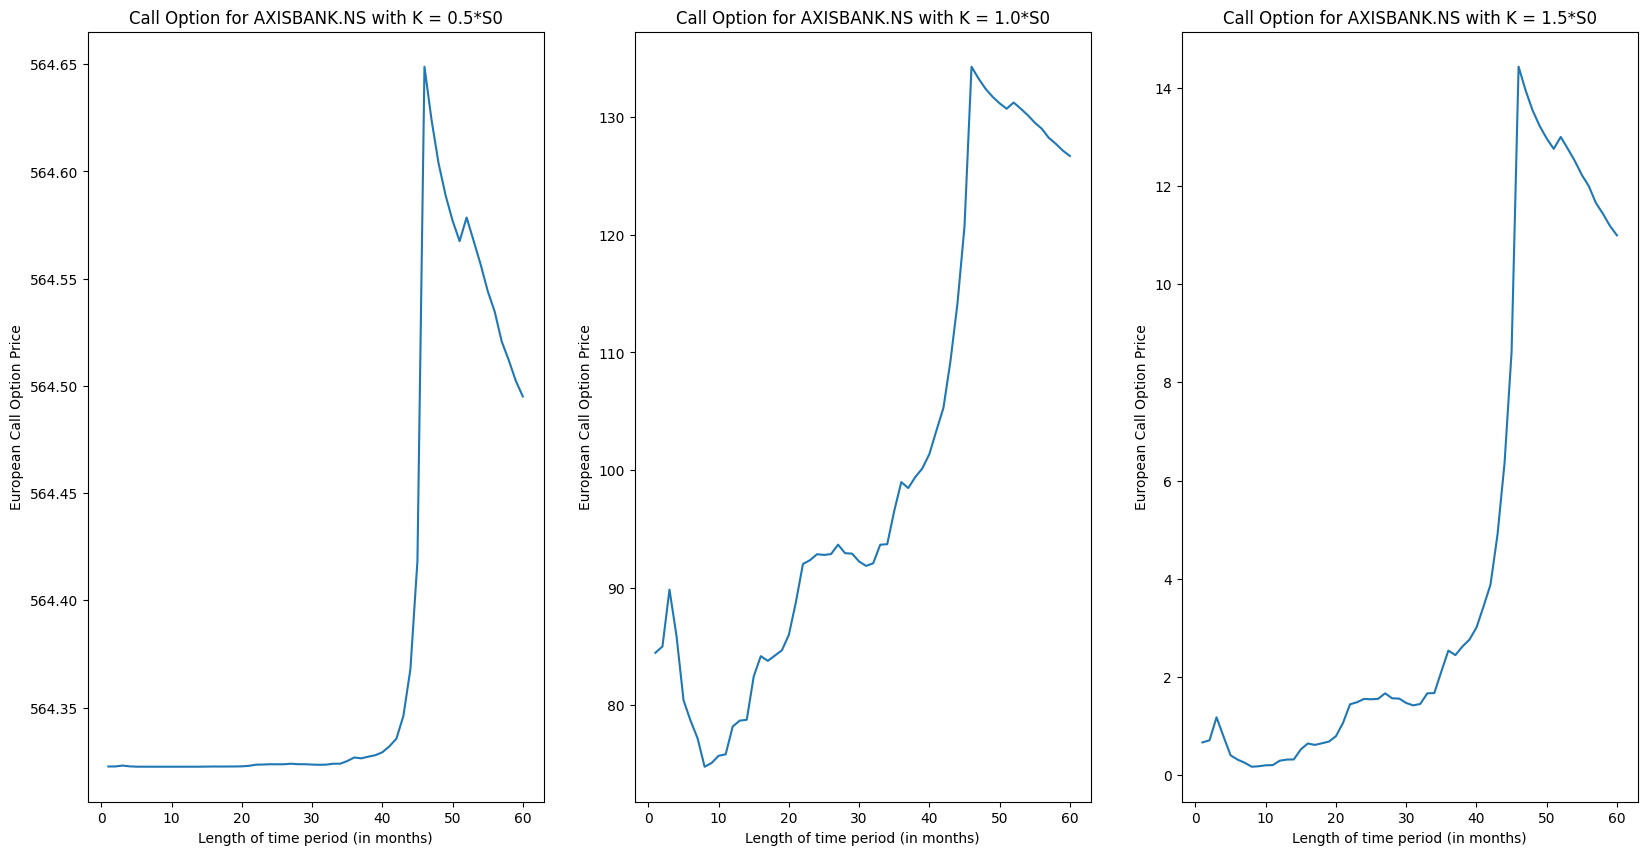 Call Option for AXISBANK.NS with K = 0.5*S0
European Call Option Price
564.65
564.60
564.55
564.50
564.45
564.40
564.35
0 10 20 30 40 50 60
Length of time period (in months)
Call Option for AXISBANK.NS with K = 1.0*S0
European Call Option Price
130
120
110
100
90
80
0 10 20 30 40 50 60
Length of time period (in months)
Call Option for AXISBANK.NS with K = 1.5*S0
European Call Option Price
14
12
10
8
6
4
2
0
0 10 20 30 40 50 60
Length of time period (in months)